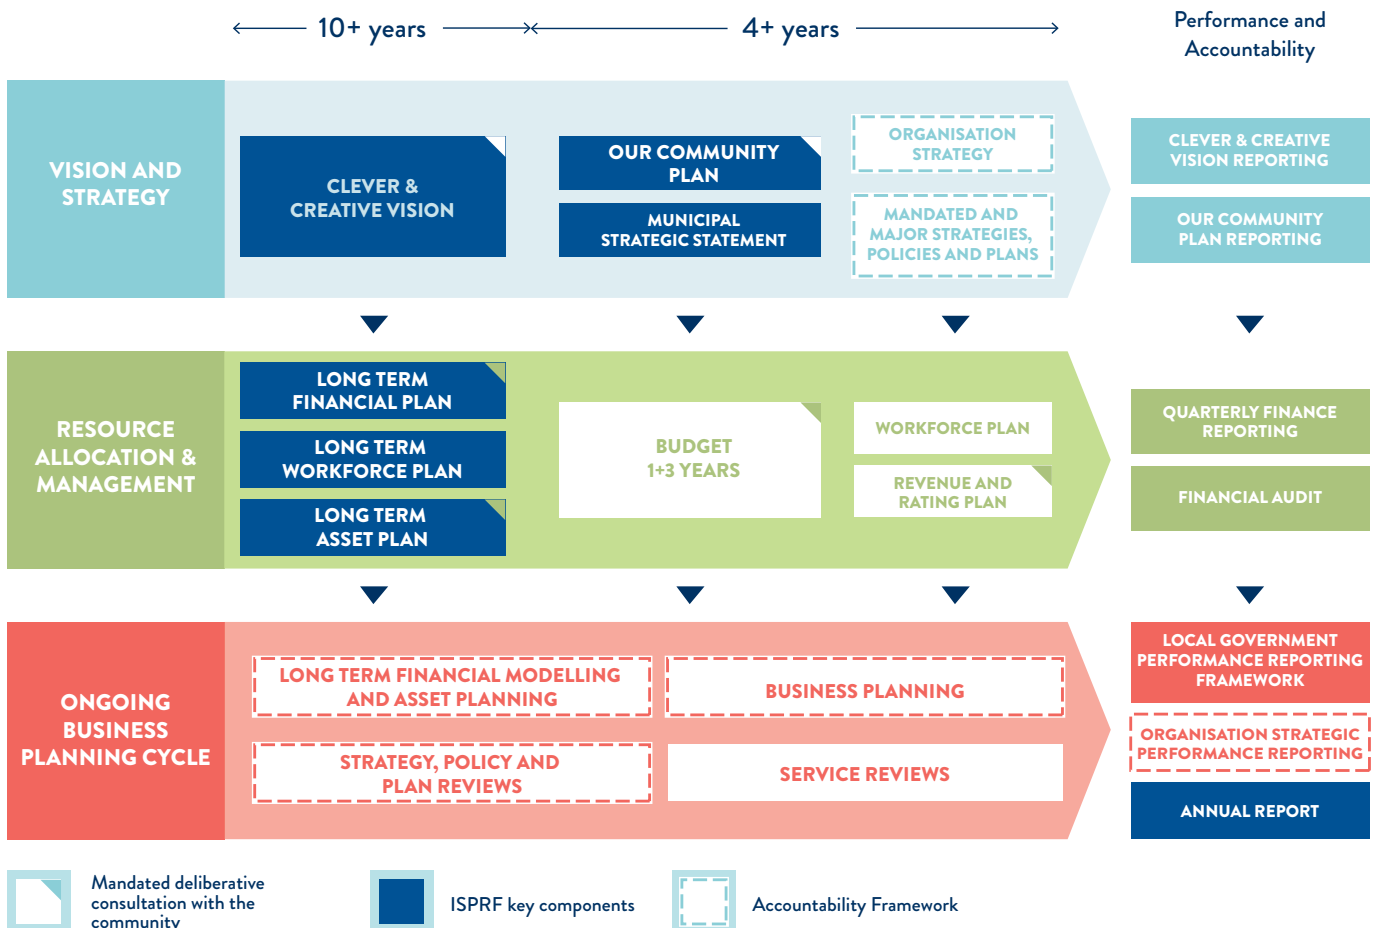 10+ years
4+ years
Performance and
Accountability
VISION AND
STRATEGY
CLEVER &
CREATIVE VISION
OUR COMMUNITY
PLAN
MUNICIPAL
STRATEGIC STATEMENT
ORGANISATION
STRATEGY
MANDATED AND
MAJOR STRATEGIES,
POLICIES AND PLANS
CLEVER & CREATIVE
VISION REPORTING
OUR COMMUNITY
PLAN REPORTING
RESOURCE
ALLOCATION &
MANAGEMENT
LONG TERM
FINANCIAL PLAN
LONG TERM
WORKFORCE PLAN
LONG TERM
ASSET PLAN
BUDGET
1+3 YEARS
WORKFORCE PLAN
REVENUE AND
RATING PLAN
QUARTERLY FINANCE
REPORTING
FINANCIAL AUDIT
ONGOING
BUSINESS
PLANNING CYCLE
LONG TERM FINANCIAL MODELLING
AND ASSET PLANNING
BUSINESS PLANNING
STRATEGY, POLICY AND
PLAN REVIEWS
SERVICE REVIEWS
LOCAL GOVERNMENT
PERFORMANCE REPORTING
FRAMEWORK
ORGANISATION STRATEGIC
PERFORMANCE REPORTING
ANNUAL REPORT
Mandated deliberative
consultation with the
community
ISPRF key components
Accountability Framework